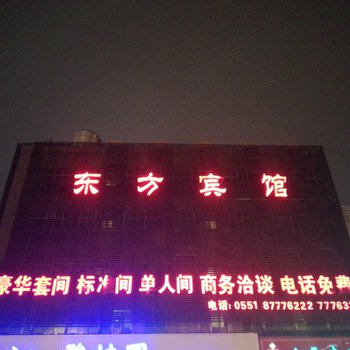 东方宾馆
豪华套间 标准间 单人间 商务洽谈 电话免费
电话: 0551 87776222 77763